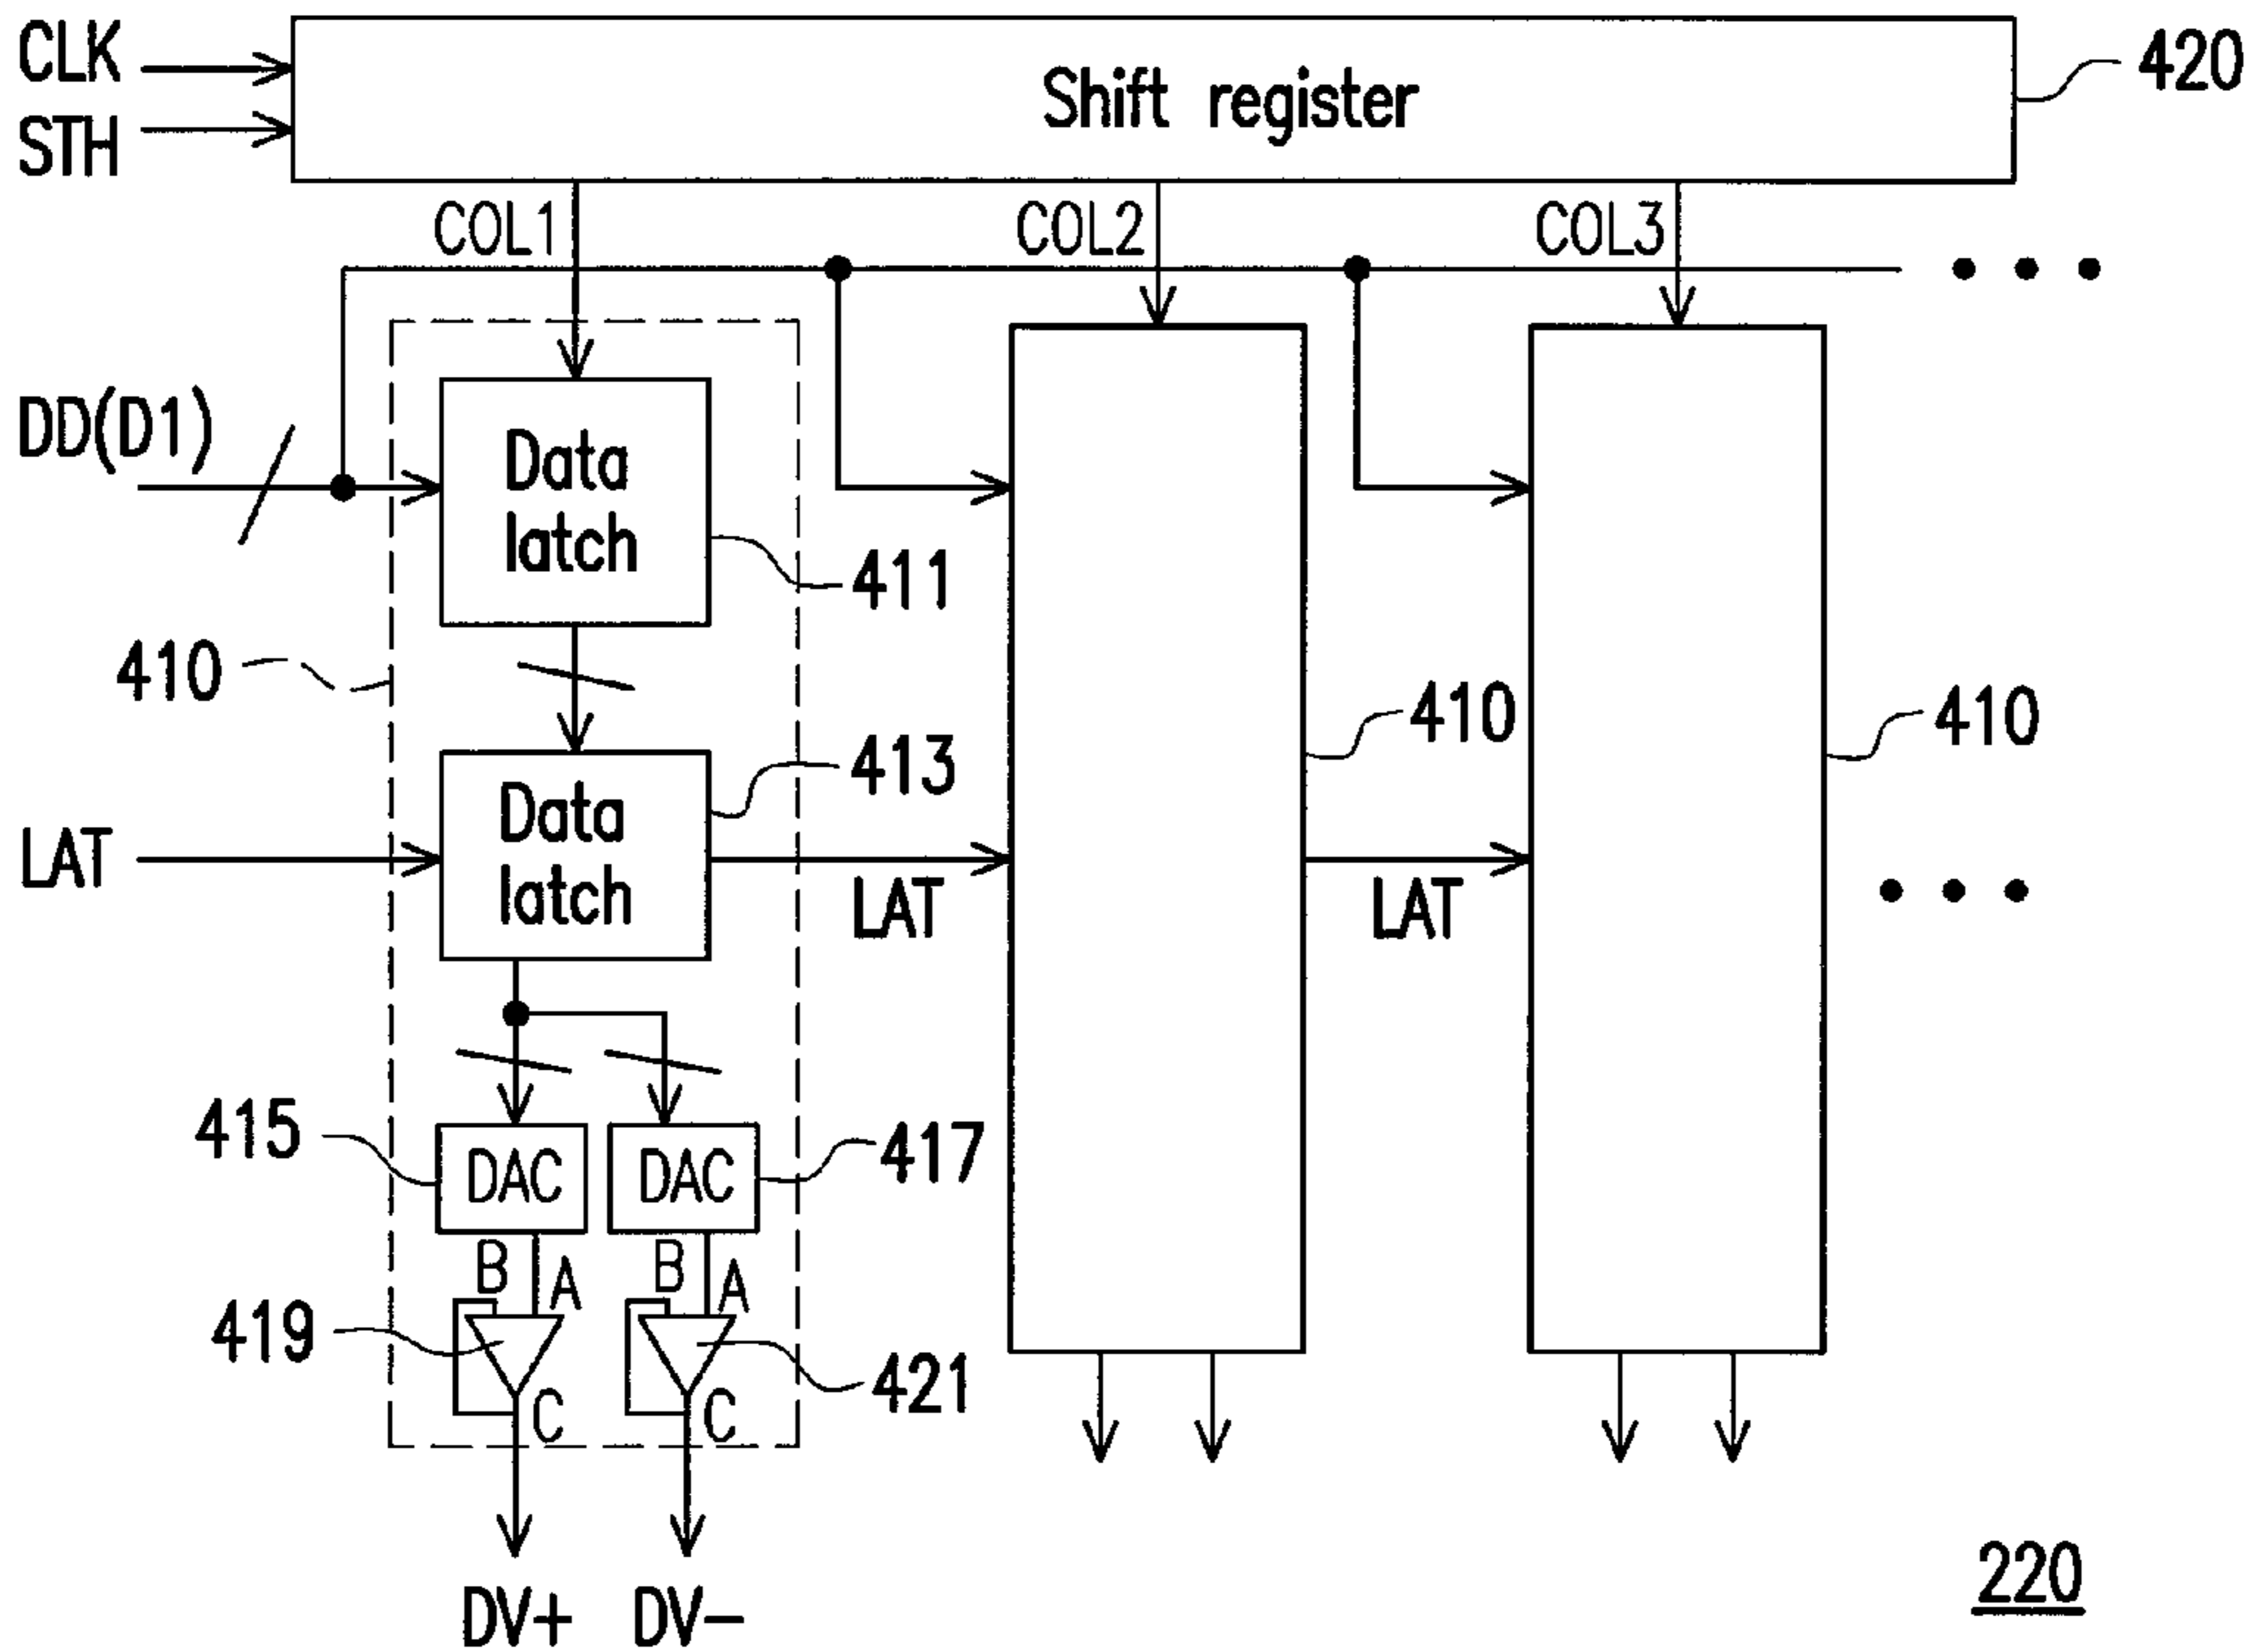 CLK
STH
Shift register
420
COL1
COL2
COL3
DD(D1)
Data
latch
411
410
410
410
413
Data
latch
LAT
LAT
LAT
415
DAC
DAC
417
B
A
B
A
419
421
C
C
DV+
DV-
220